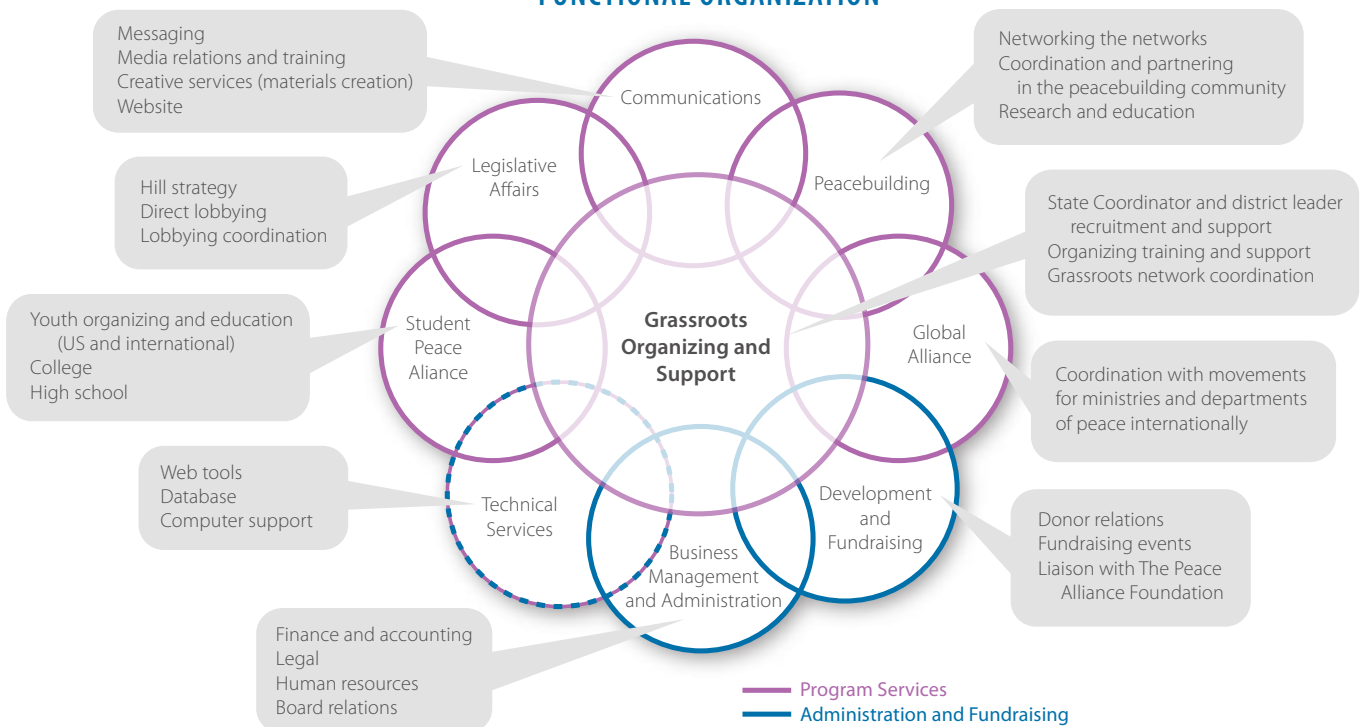 FUNCTIONAL ORGANIZATION
Messaging
Media relations and training
Creative services (materials creation)
Website
Communications
Networking the networks
Coordination and partnering
in the peacebuilding community
Research and education
Legislative
Affairs
Peacebuilding
Hill strategy
Direct lobbying
Lobbying coordination
State Coordinator and district leader
recruitment and support
Organizing training and support
Grassroots network coordination
Youth organizing and education
(US and international)
College
High school
Student
Peace
Aliance
Grassroots
Organizing and
Support
Global
Alliance
Coordination with movements
for ministries and departments
of peace internationally
Web tools
Database
Computer support
Technical
Services
Development
and
Fundraising
Donor relations
Fundraising events
Liaison with The Peace
Alliance Foundation
Business
Management
and Administration
Finance and accounting
Legal
Human resources
Board relations
Program Services
Administration and Fundraising